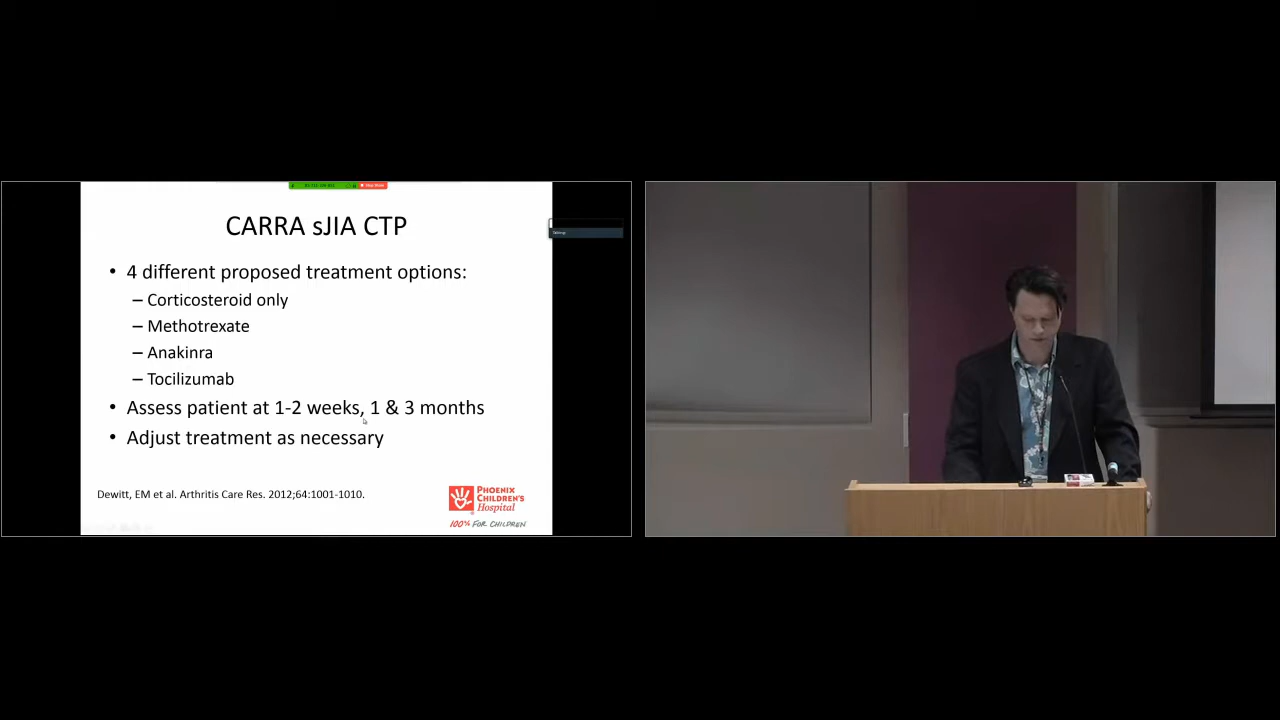 CARRA sJIA CTP
• 4 different proposed treatment options:
– Corticosteroid only
– Methotrexate
– Anakinra
– Tocilizumab
• Assess patient at 1-2 weeks, 1 & 3 months
• Adjust treatment as necessary
Dewitt, EM et al. Arthritis Care Res. 2012;64:1001-1010.
PHOENIX
CHILDREN'S
Hospital
100% FOR CHILDREN